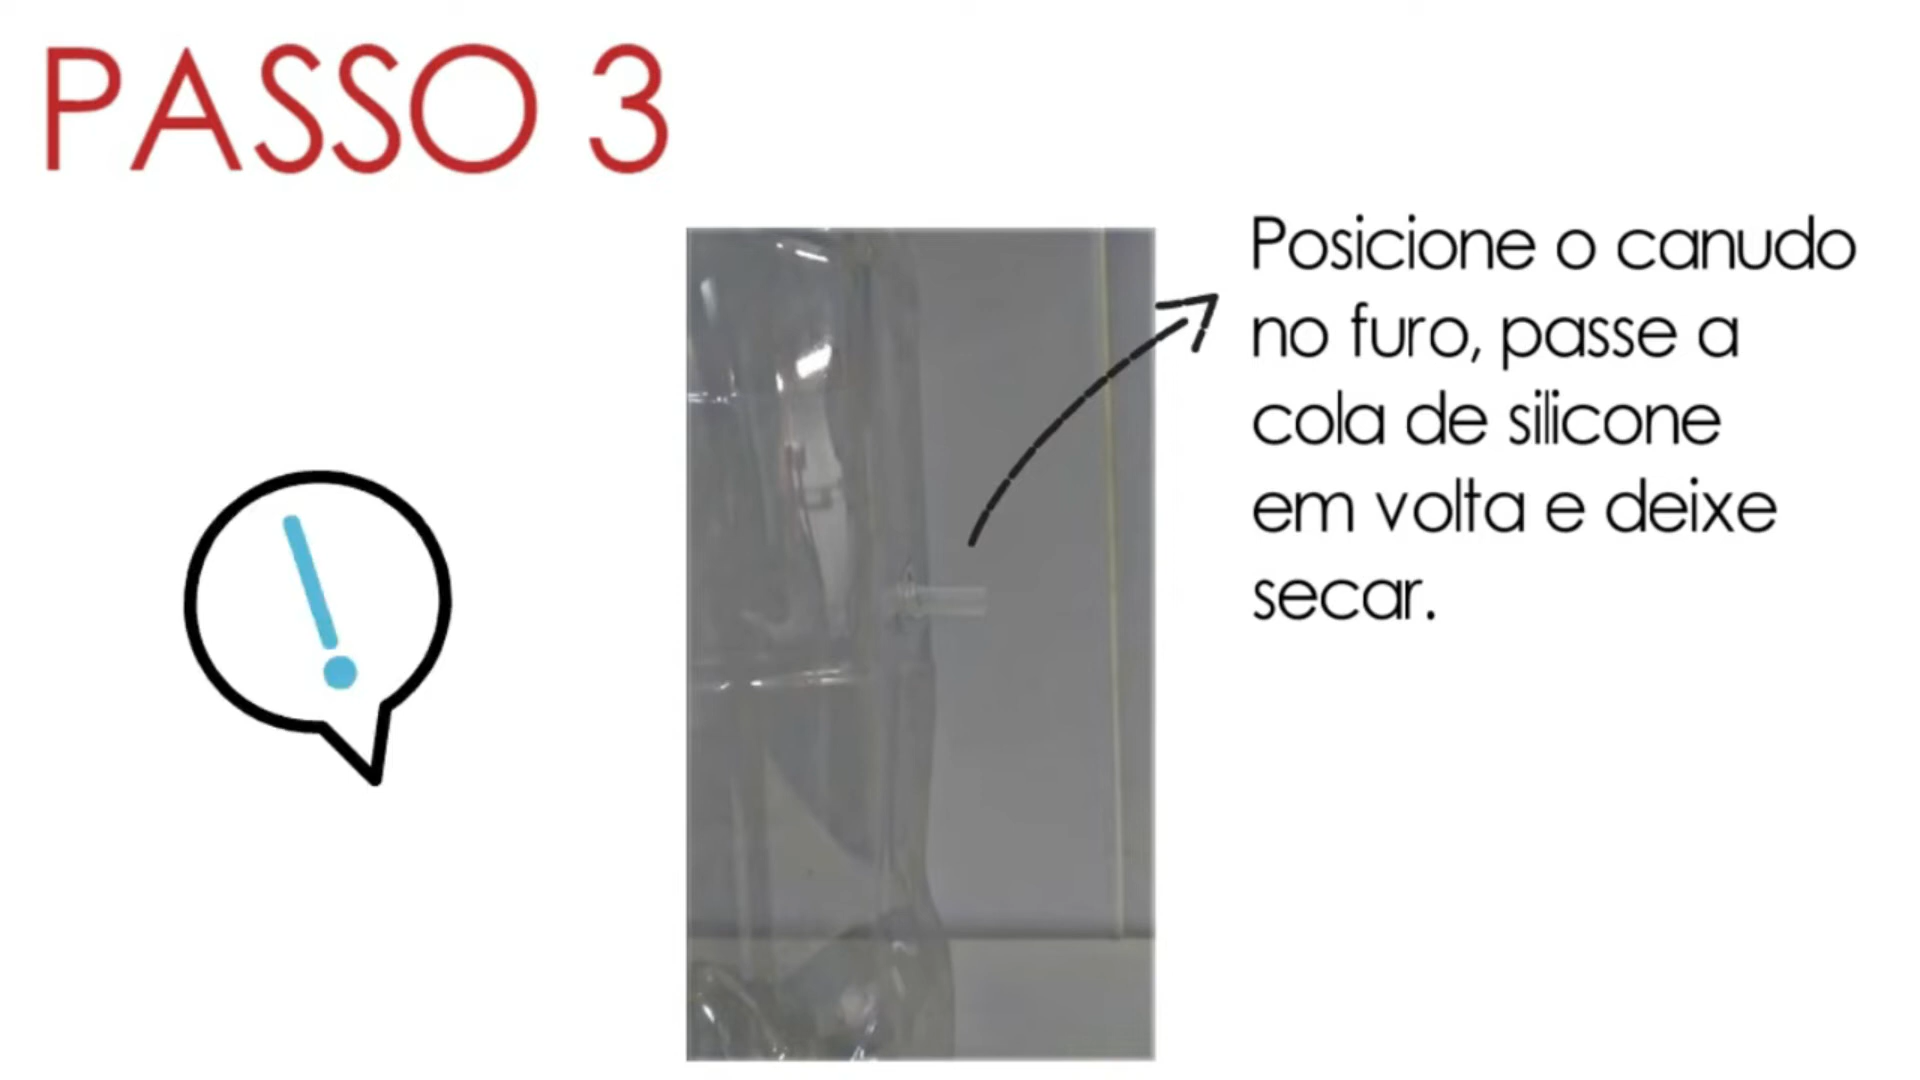 PASSO 3
Posicione o canudo
no furo, passe a
cola de silicone
em volta e deixe
secar.